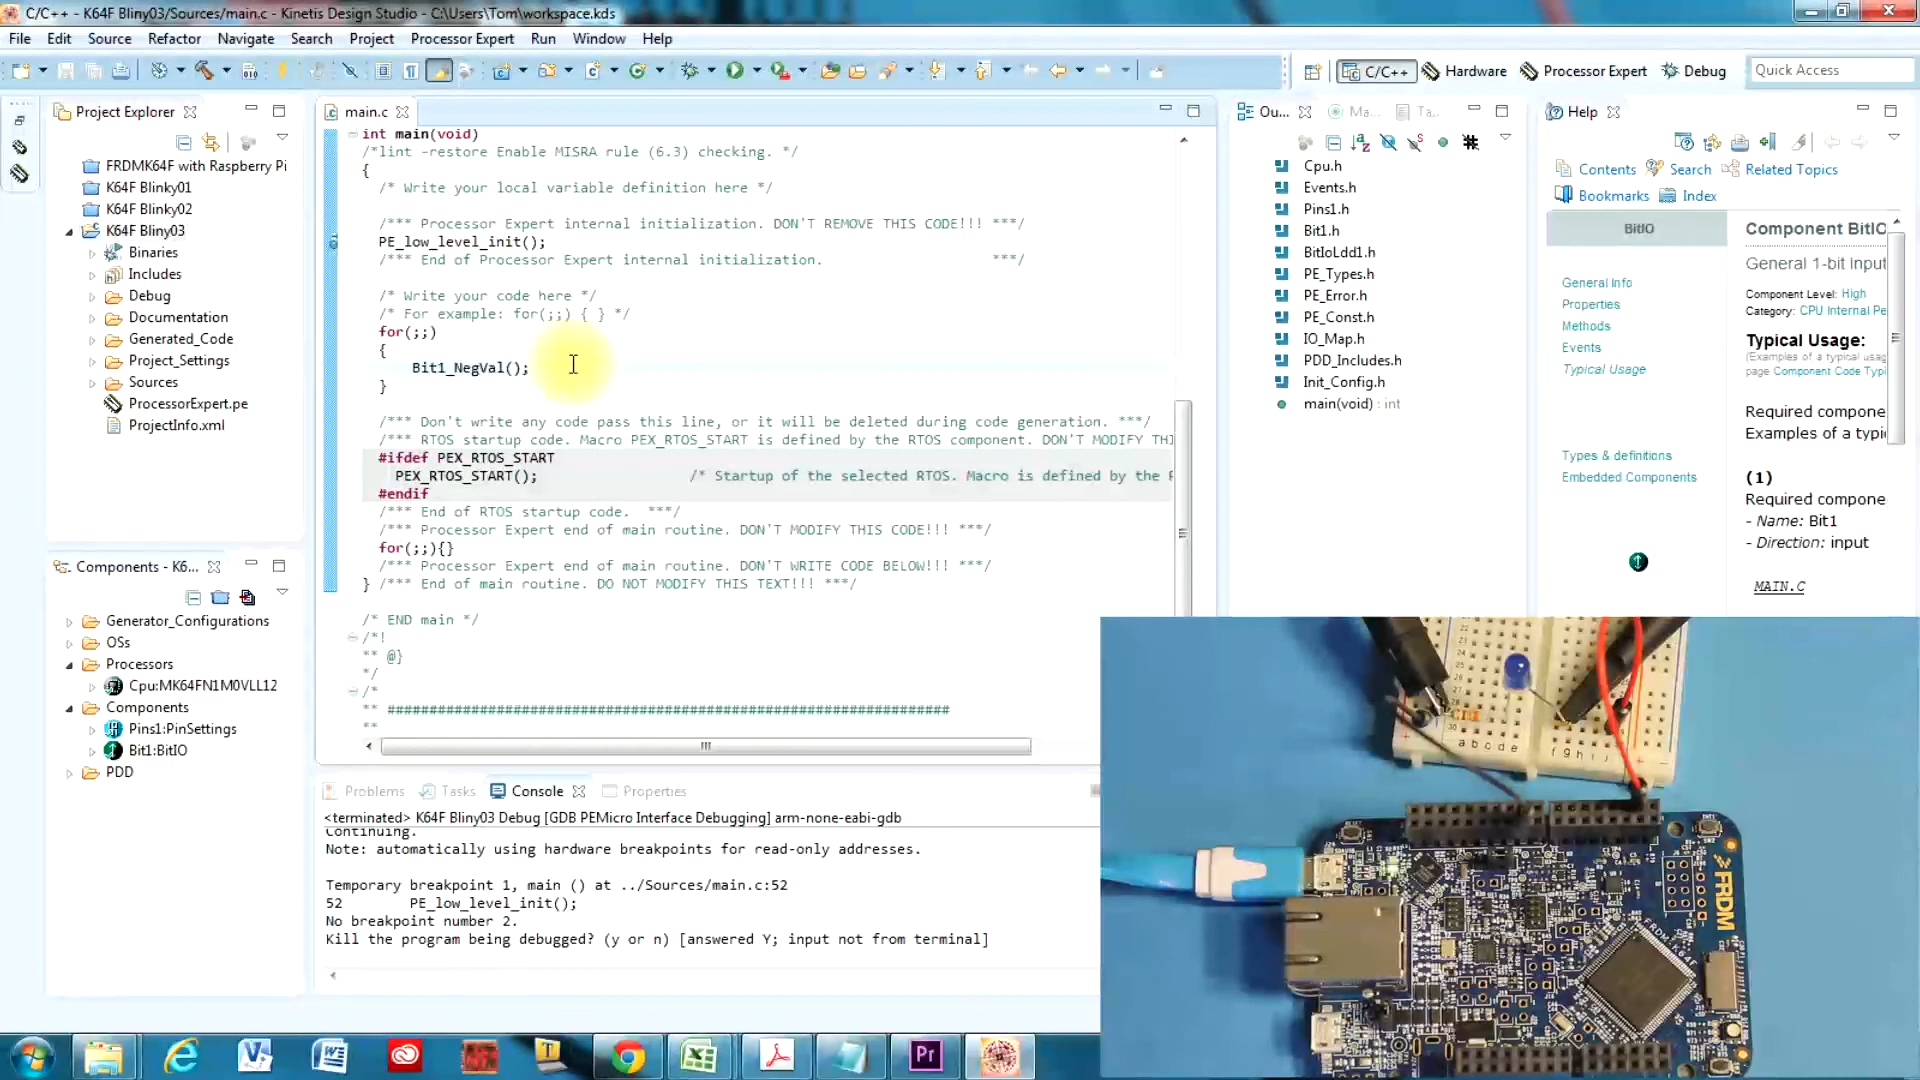 C/C++ - K64F Bliny03/Sources/main.c - Kinetis Design Studio - C:\Users\Tom\workspace.kds
File Edit Source Refactor Navigate Search Project Processor Expert Run Window Help
C/C++ Hardware Processor Expert Debug Quick Access
Project Explorer
FRDMK64F with Raspberry Pi
K64F Blinky01
K64F Blinky02
K64F Bliny03
Binaries
Includes
Debug
Documentation
Generated_Code
Project_Settings
Sources
ProcessorExpert.pe
ProjectInfo.xml
Components - K6...
Generator_Configurations
OSs
Processors
Cpu:MK64FN1M0VLL12
Components
Pins1:PinSettings
Bit1:BitIO
PDD
main.c
int main(void)
/*lint -restore Enable MISRA rule (6.3) checking. */
{
/* Write your local variable definition here */
/*** Processor Expert internal initialization. DON'T REMOVE THIS CODE!!! ***/
PE_low_level_init();
/*** End of Processor Expert internal initialization. ***/
/* Write your code here */
/* For example: for(;;) { } */
for(;;)
{
Bit1_NegVal();
}
/*** Don't write any code pass this line, or it will be deleted during code generation. ***/
/*** RTOS startup code. Macro PEX_RTOS_START is defined by the RTOS component. DON'T MODIFY THI
#ifdef PEX_RTOS_START
PEX_RTOS_START(); /* Startup of the selected RTOS. Macro is defined by the R
#endif
/*** End of RTOS startup code. ***/
/*** Processor Expert end of main routine. DON'T MODIFY THIS CODE!!! ***/
for(;;){}
/*** Processor Expert end of main routine. DON'T WRITE CODE BELOW!!! ***/
} /*** End of main routine. DO NOT MODIFY THIS TEXT!!! ***/
/* END main */
/*!
** @}
*/
/*
** ###################################################################
**
Problems Tasks Console Properties
<terminated> K64F Bliny03 Debug [GDB PEMicro Interface Debugging] arm-none-eabi-gdb
Continuing.
Note: automatically using hardware breakpoints for read-only addresses.
Temporary breakpoint 1, main () at ../Sources/main.c:52
52 PE_low_level_init();
No breakpoint number 2.
Kill the program being debugged? (y or n) [answered Y; input not from terminal]
Ou... Ma... Ta...
Cpu.h
Events.h
Pins1.h
Bit1.h
BitIoLdd1.h
PE_Types.h
PE_Error.h
PE_Const.h
IO_Map.h
PDD_Includes.h
Init_Config.h
main(void) : int
Help
Contents Search Related Topics
Bookmarks Index
BitIO
General Info
Properties
Methods
Events
Typical Usage
Types & definitions
Embedded Components
Component BitIO
General 1-bit Input
Component Level: High
Category: CPU Internal Pe
Typical Usage:
(Examples of a typical usag
page Component Code Typi
Required compone
Examples of a typic
(1)
Required compone
- Name: Bit1
- Direction: input
MAIN.C
a b c d e f g h i j
FRDM
FRDM-K64F
Pr